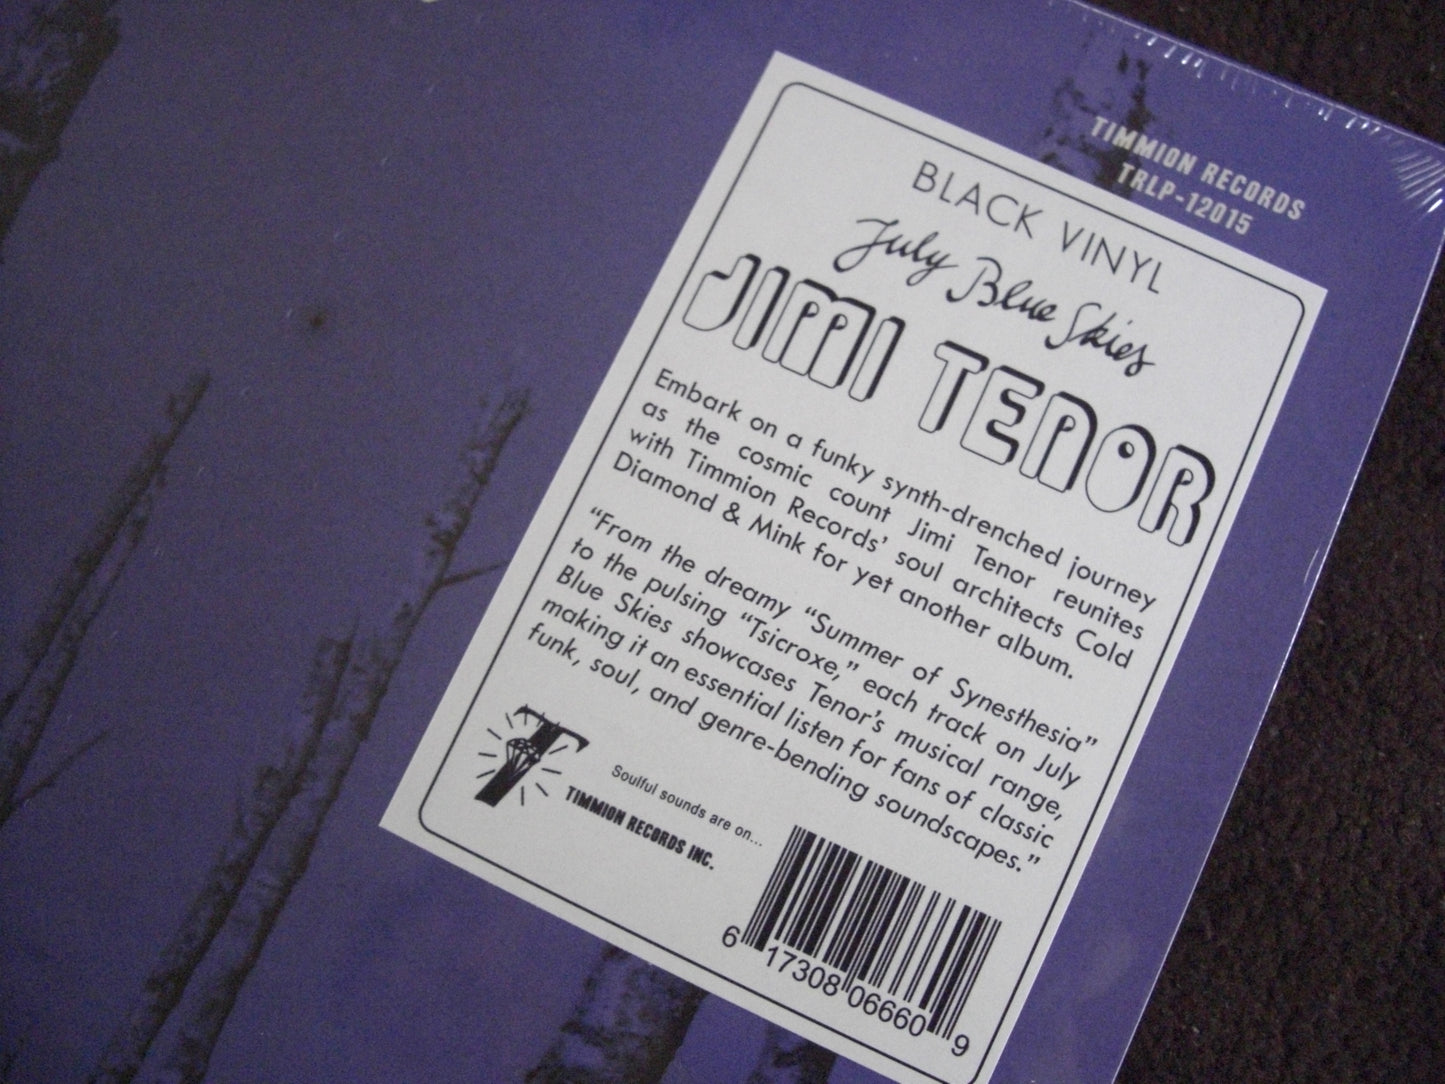 TIMMION RECORDS
TRLP-12015
BLACK VINYL
July Blue Skies
JIMI TENOR
Embark on a funky synth-drenched journey
as the cosmic count Jimi Tenor reunites
with Timmion Records’ soul architects Cold
Diamond & Mink for yet another album.
“From the dreamy “Summer of Synesthesia”
to the pulsing “Tsicroxe,” each track on July
Blue Skies showcases Tenor’s musical range,
making it an essential listen for fans of classic
funk, soul, and genre-bending soundscapes.”
T
Soulful sounds are on...
TIMMION RECORDS INC.
6 17308 06660 9